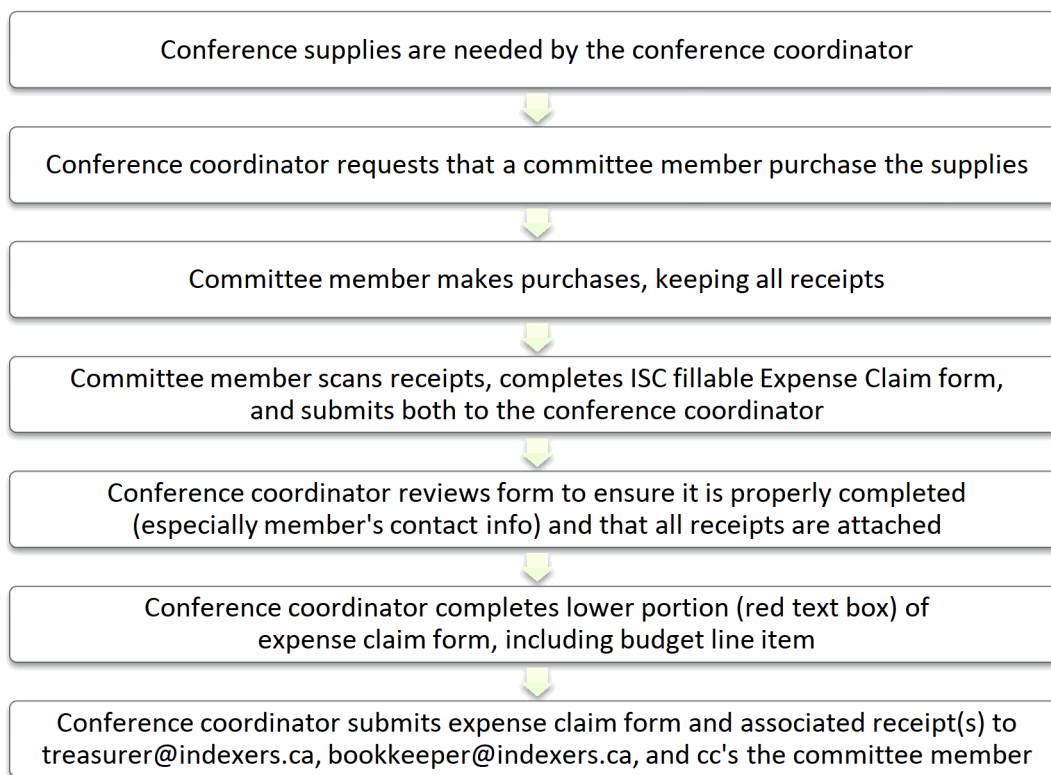 Conference supplies are needed by the conference coordinator
Conference coordinator requests that a committee member purchase the supplies
Committee member makes purchases, keeping all receipts
Committee member scans receipts, completes ISC fillable Expense Claim form,
and submits both to the conference coordinator
Conference coordinator reviews form to ensure it is properly completed
(especially member's contact info) and that all receipts are attached
Conference coordinator completes lower portion (red text box) of
expense claim form, including budget line item
Conference coordinator submits expense claim form and associated receipt(s) to
treasurer@indexers.ca, bookkeeper@indexers.ca, and cc's the committee member